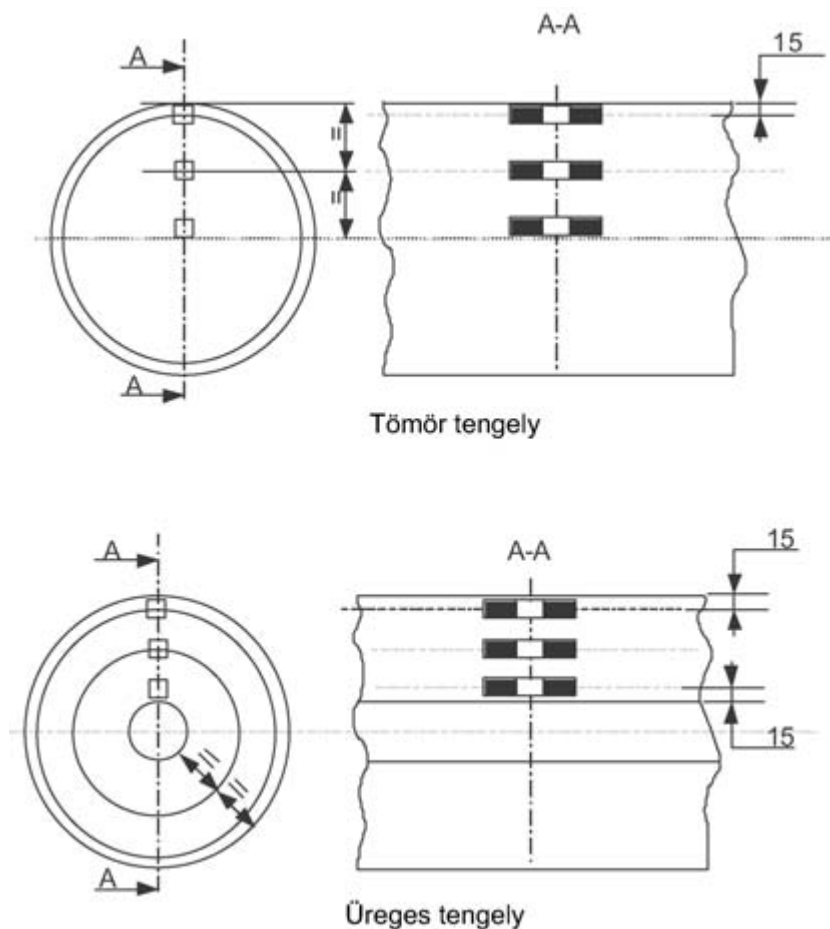 A-A
15
A
=
=
A
Tömör tengely
15
A-A
A
15
=
=
A
Üreges tengely